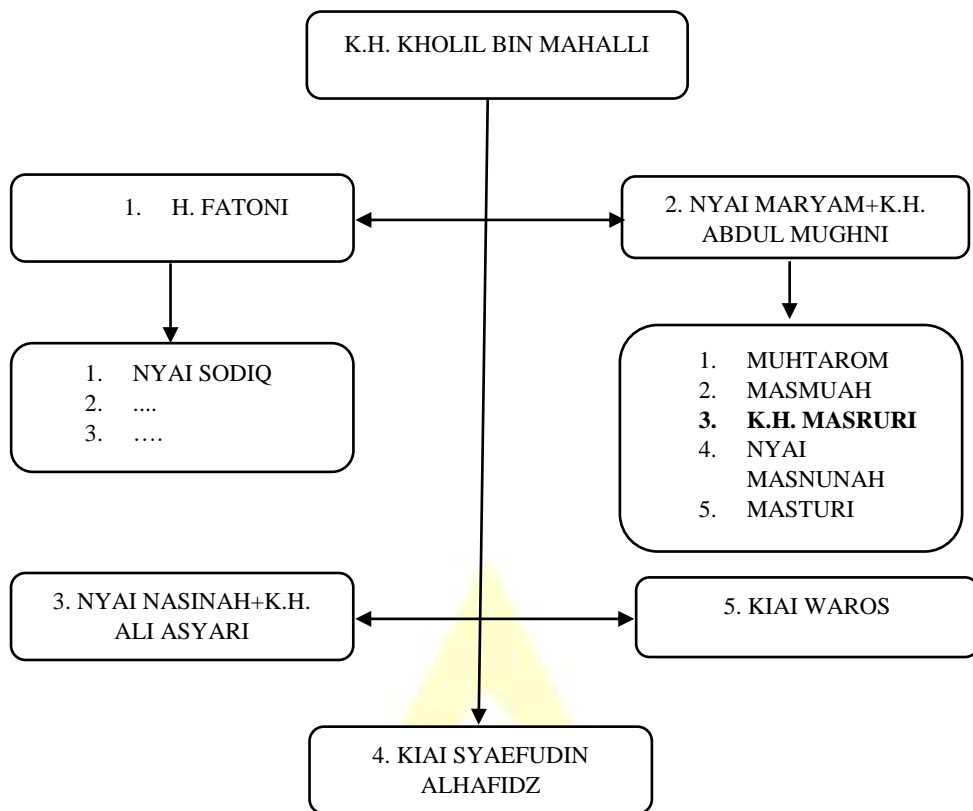 K.H. KHOLIL BIN MAHALLI
1. H. FATONI
2. NYAI MARYAM+K.H.
ABDUL MUGHNI
1. NYAI SODIQ
2. ....
3. ….
1. MUHTAROM
2. MASMUAH
3. K.H. MASRURI
4. NYAI
MASNUNAH
5. MASTURI
3. NYAI NASINAH+K.H.
ALI ASYARI
5. KIAI WAROS
4. KIAI SYAEFUDIN
ALHAFIDZ